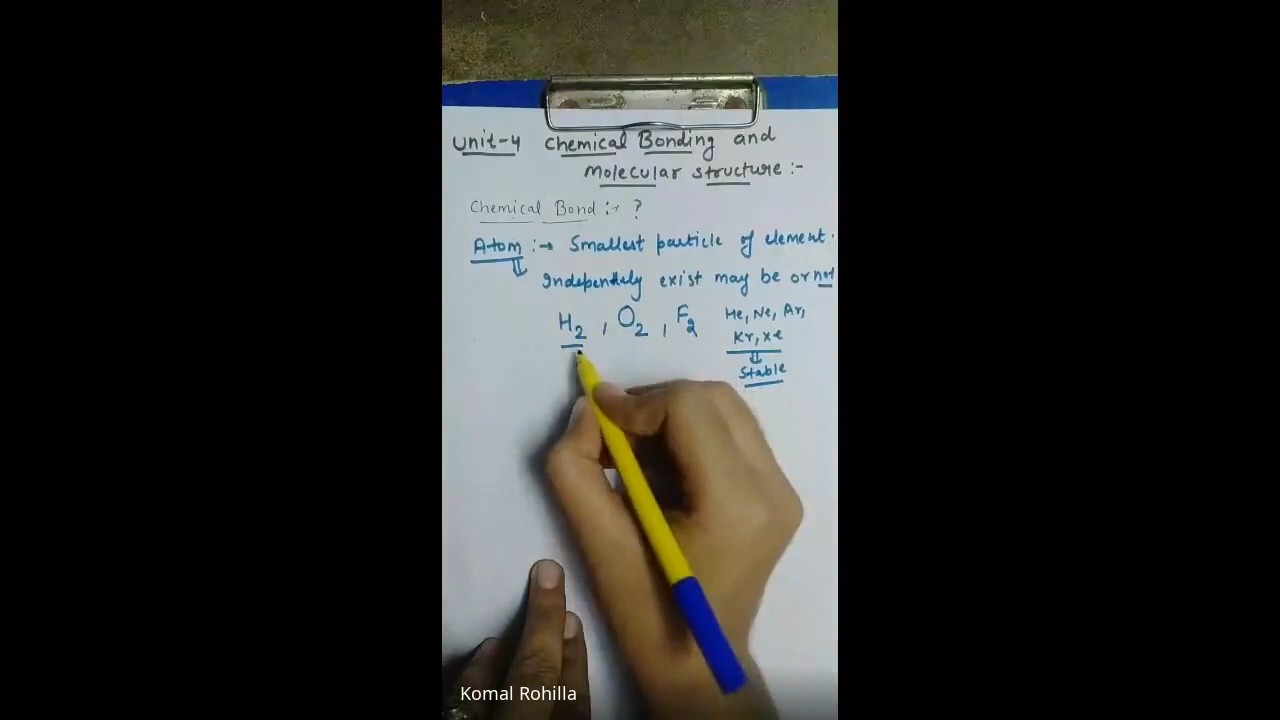 Unit-4 Chemical Bonding and
Molecular structure :-
Chemical Bond :- ?
Atom :→ Smallest particle of element.
Independently exist may be or not
H2 , O2 , F2
He, Ne, Ar,
Kr, Xe
⇓
Stable
Komal Rohilla